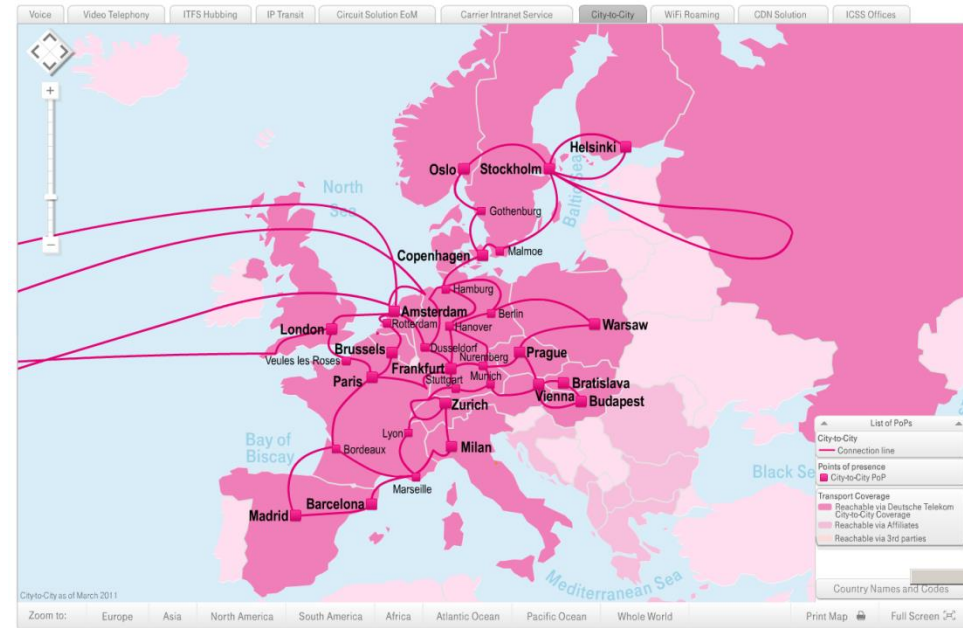 Voice
Video Telephony
ITFS Hubbing
IP Transit
Circuit Solution EoM
Carrier Intranet Service
City-to-City
WiFi Roaming
CDN Solution
ICSS Offices
+
−
Helsinki
Oslo
Stockholm
North
Sea
Baltic Sea
Gothenburg
Copenhagen
Malmoe
Hamburg
Amsterdam
Berlin
Rotterdam
Hanover
London
Warsaw
Brussels
Dusseldorf
Veules les Roses
Nuremberg
Prague
Frankfurt
Paris
Stuttgart
Munich
Bratislava
Vienna
Budapest
Zurich
Lyon
Bay of
Biscay
Bordeaux
Milan
Black Se
Marseille
Barcelona
Madrid
Mediterranean Sea
List of PoPs
City-to-City
Connection line
Points of presence
City-to-City PoP
Transport Coverage
Reachable via Deutsche Telekom
City-to-City Coverage
Reachable via Affiliates
Reachable via 3rd parties
Country Names and Codes
City-to-City as of March 2011
Zoom to:
Europe
Asia
North America
South America
Africa
Atlantic Ocean
Pacific Ocean
Whole World
Print Map
Full Screen